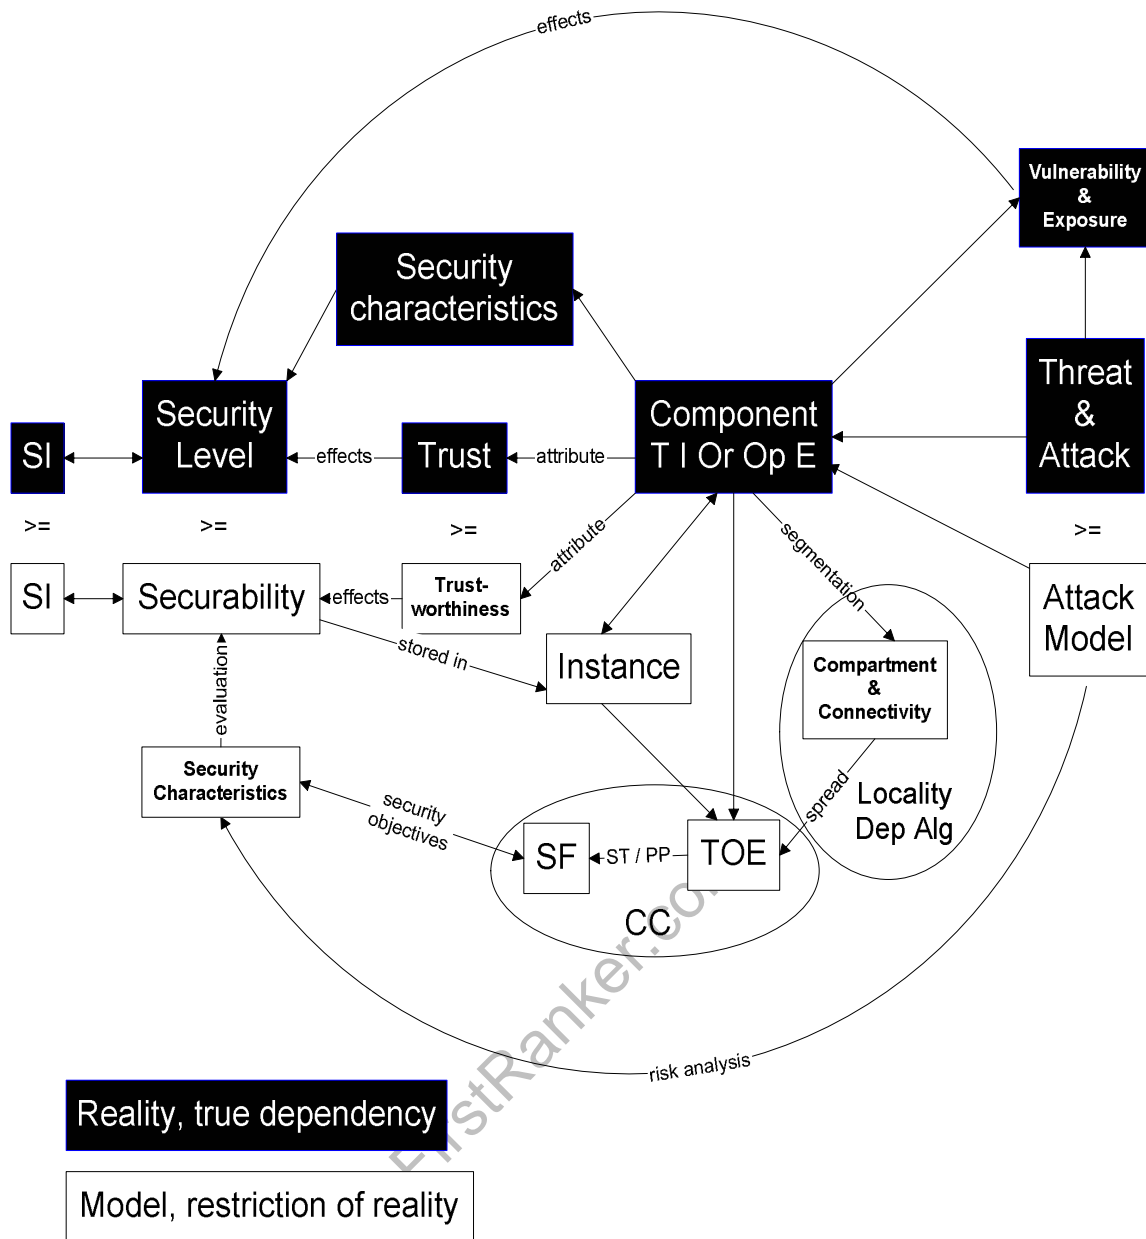 effects
Vulnerability
&
Exposure
Security
characteristics
Threat
&
Attack
Component
T I Or Op E
Security
Level
SI
effects
Trust
attribute
>=
>=
>=
>=
attribute
segmentation
SI
Securability
effects
Trust-
worthiness
Attack
Model
stored in
Instance
Compartment
&
Connectivity
evaluation
Security
Characteristics
security
objectives
spread
Locality
Dep Alg
SF
ST / PP
TOE
CC
risk analysis
FirstRanker.com
Reality, true dependency
Model, restriction of reality